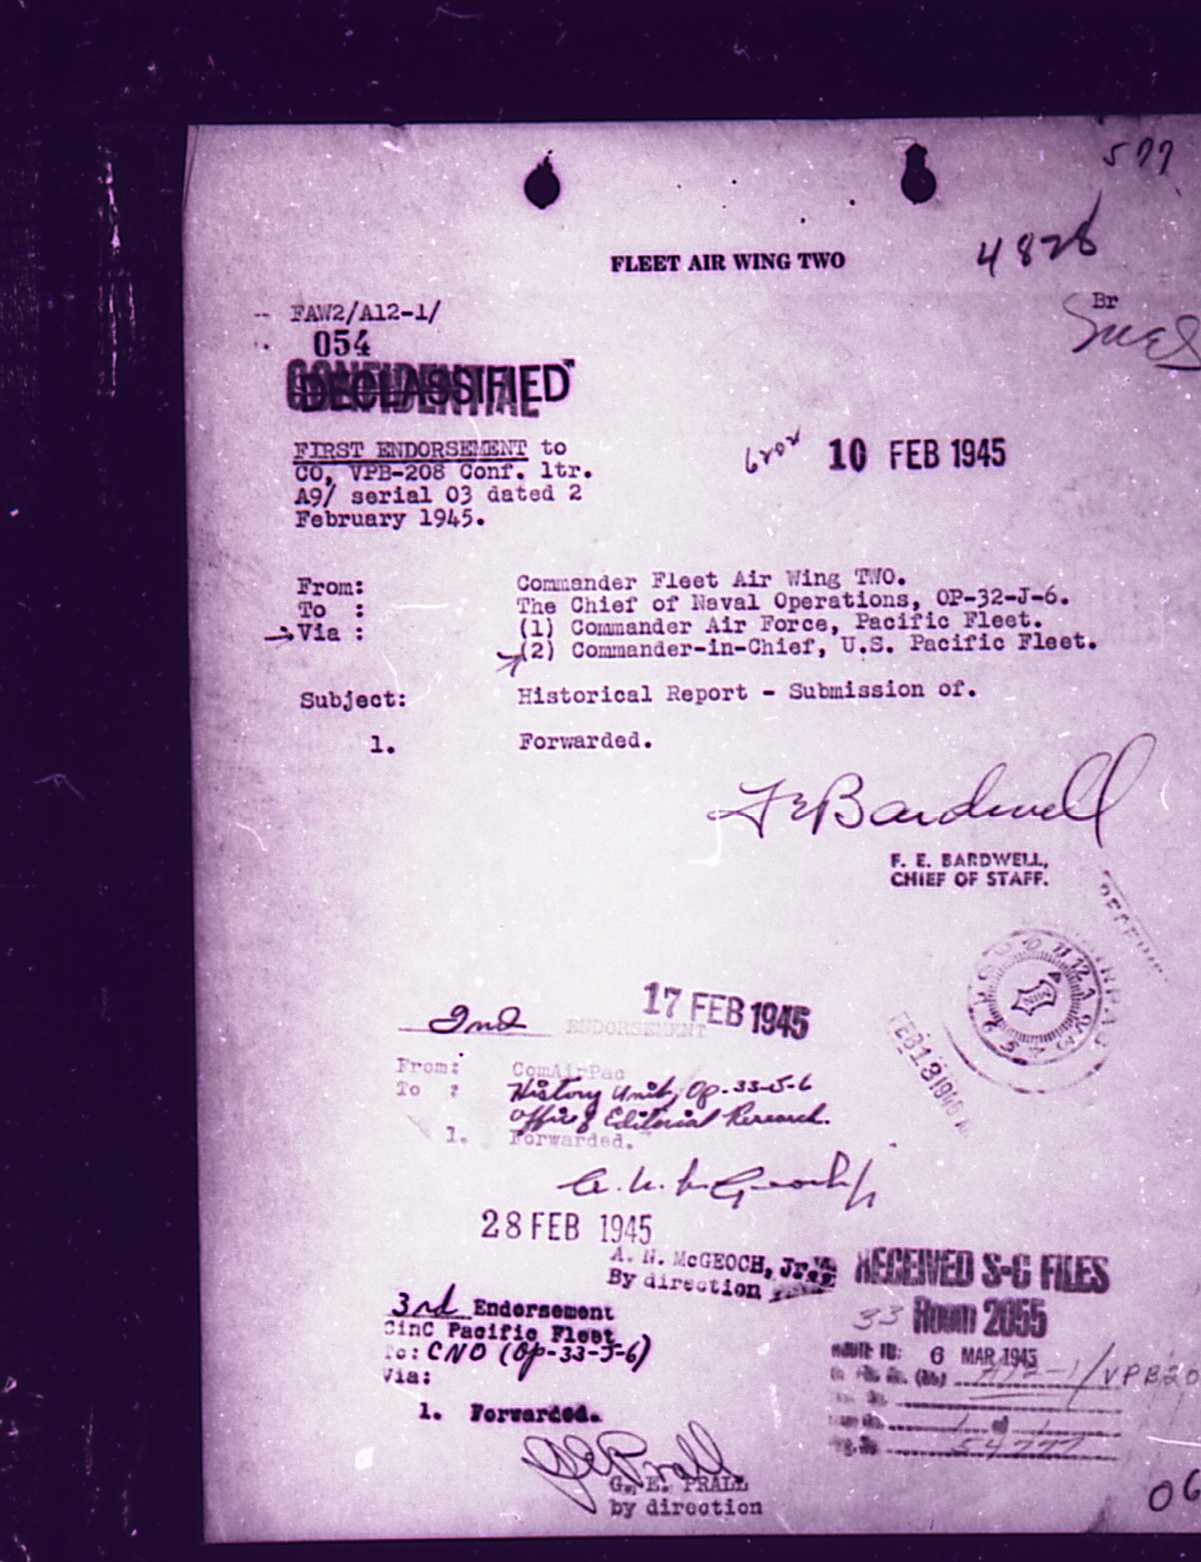 577
4828
FLEET AIR WING TWO
Br
FAW2/A12-1/
054
CONFIDENTIAL
DECLASSIFIED
FIRST ENDORSEMENT to
CO, VPB-208 Conf. ltr.
A9/ serial 03 dated 2
February 1945.
10 FEB 1945
From: Commander Fleet Air Wing TWO.
To : The Chief of Naval Operations, OP-32-J-6.
Via : (1) Commander Air Force, Pacific Fleet.
(2) Commander-in-Chief, U.S. Pacific Fleet.
Subject: Historical Report - Submission of.
1. Forwarded.
F E Bardwell
F. E. BARDWELL,
CHIEF OF STAFF.
17 FEB 1945
2nd ENDORSEMENT
From: ComAirPac
To : History Unit, Op-33-J-6
Office of Editorial Research.
1. Forwarded.
28 FEB 1945
A. N. McGEOCH, Jr.
By direction
RECEIVED S-C FILES
33 Room 2055
ROUTE TO: 6 MAR 1945
3rd Endorsement
CinC Pacific Fleet
To: CNO (Op-33-J-6)
Via:
1. Forwarded.
G E Prall
G. E. PRALL
by direction
06